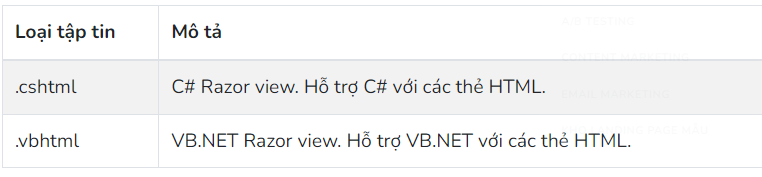 Loại tập tin Mô tả
.cshtml C# Razor view. Hỗ trợ C# với các thẻ HTML.
.vbhtml VB.NET Razor view. Hỗ trợ VB.NET với các thẻ HTML.